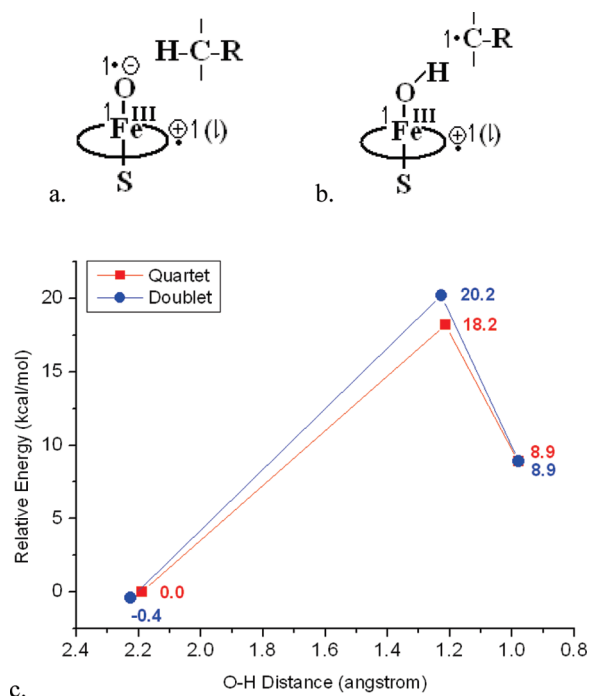 1•⊖ H-C-R
O
1 Fe III ⊕• 1 (↿)
S
a.
1•C-R
H
O
1 Fe III ⊕• 1(↿)
S
b.
Quartet
Doublet
Relative Energy (kcal/mol)
20
15
10
5
0
20.2
18.2
8.9
8.9
0.0
-0.4
2.4 2.2 2.0 1.8 1.6 1.4 1.2 1.0 0.8
O-H Distance (angstrom)
c.